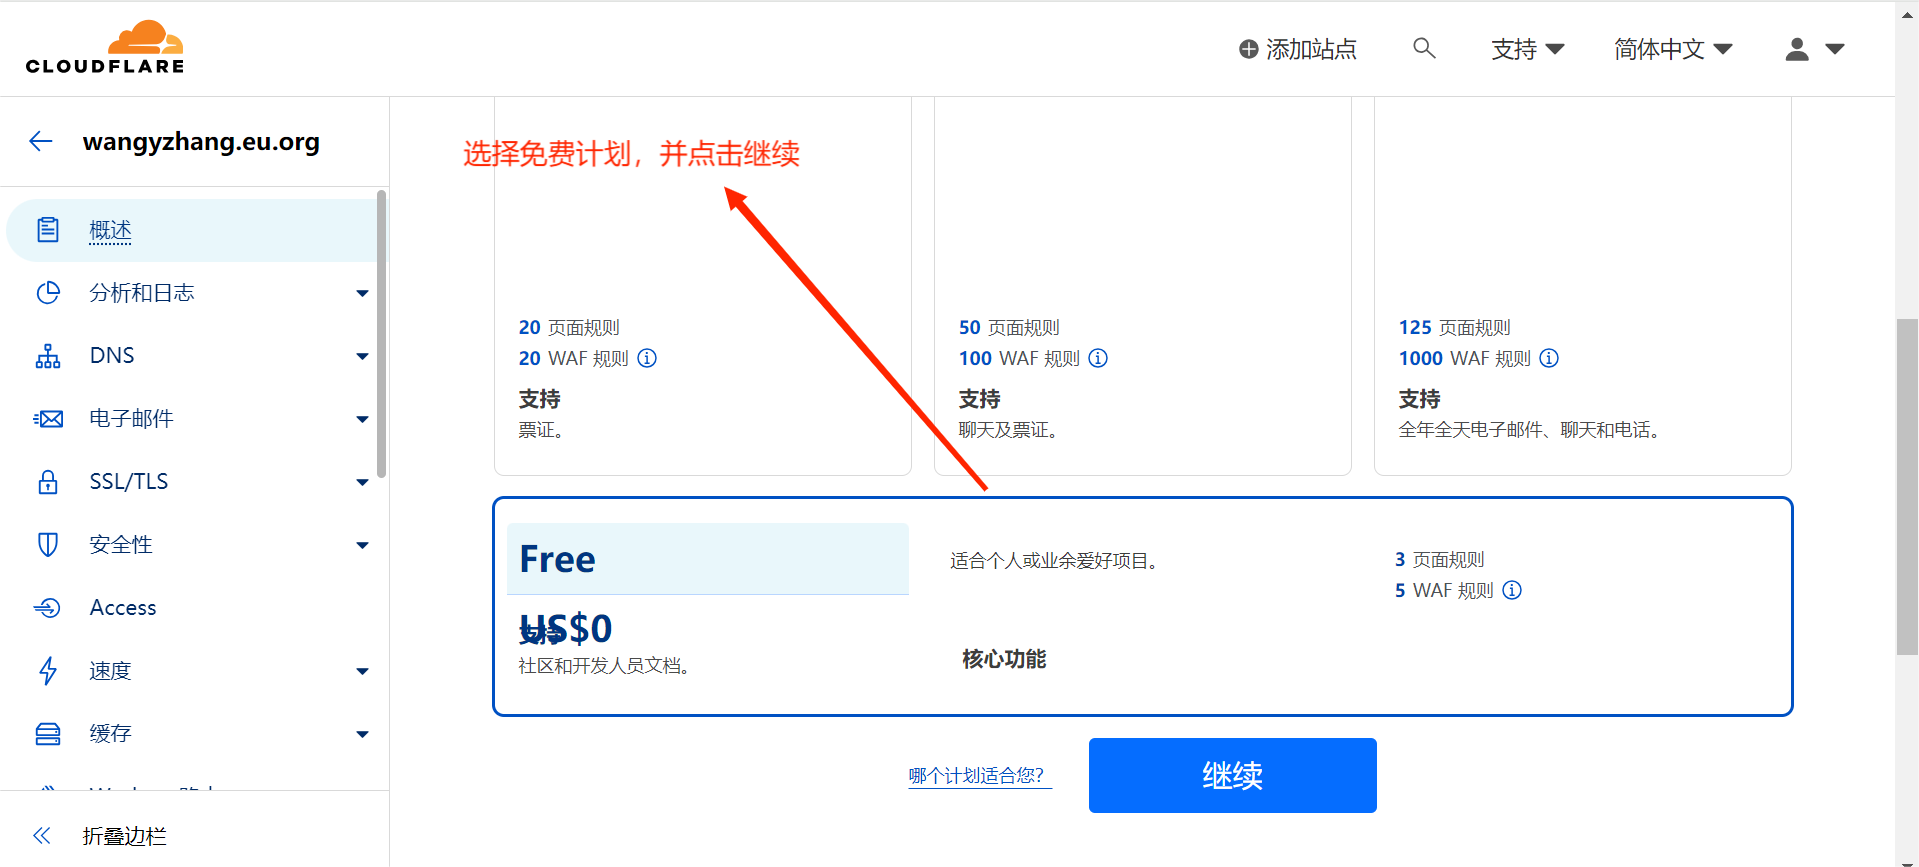 CLOUDFLARE
添加站点
支持
简体中文
wangyzhang.eu.org
概述
分析和日志
DNS
电子邮件
SSL/TLS
安全性
Access
速度
缓存
折叠边栏
选择免费计划，并点击继续
20 页面规则
20 WAF 规则
支持
票证。
50 页面规则
100 WAF 规则
支持
聊天及票证。
125 页面规则
1000 WAF 规则
支持
全年全天电子邮件、聊天和电话。
Free
US$0
支持
社区和开发人员文档。
适合个人或业余爱好项目。
核心功能
3 页面规则
5 WAF 规则
哪个计划适合您?
继续